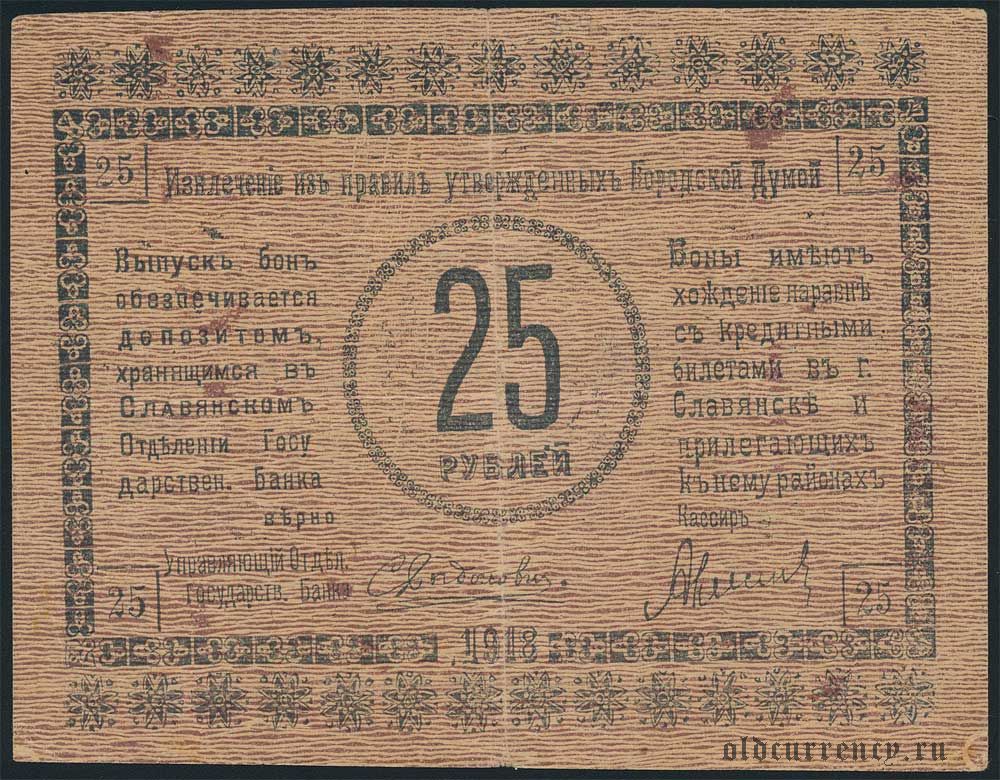 25
Извлеченіе изъ правилъ утвержденныхъ Городской Думой
25
Выпускъ бонъ
обезпечивается
депозитомъ,
хранящимся въ
Славянскомъ
Отдѣленіи Госу
дарствен. Банка
вѣрно
Управляющій Отдѣл.
государств. Банка
25
РУБЛЕЙ
Боны имѣютъ
хожденіе наравнѣ
съ кредитными
билетами въ г.
Славянскѣ и
прилегающихъ
къ нему районахъ
Кассиръ
25
25
1918
oldcurrency.ru